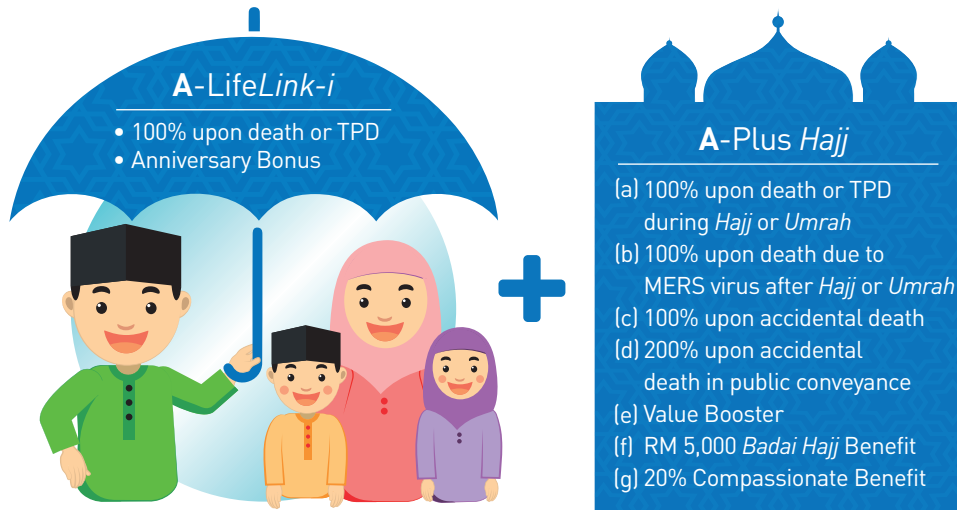 A-LifeLink-i
• 100% upon death or TPD
• Anniversary Bonus
A-Plus Hajj
(a) 100% upon death or TPD
during Hajj or Umrah
(b) 100% upon death due to
MERS virus after Hajj or Umrah
(c) 100% upon accidental death
(d) 200% upon accidental
death in public conveyance
(e) Value Booster
(f) RM 5,000 Badai Hajj Benefit
(g) 20% Compassionate Benefit